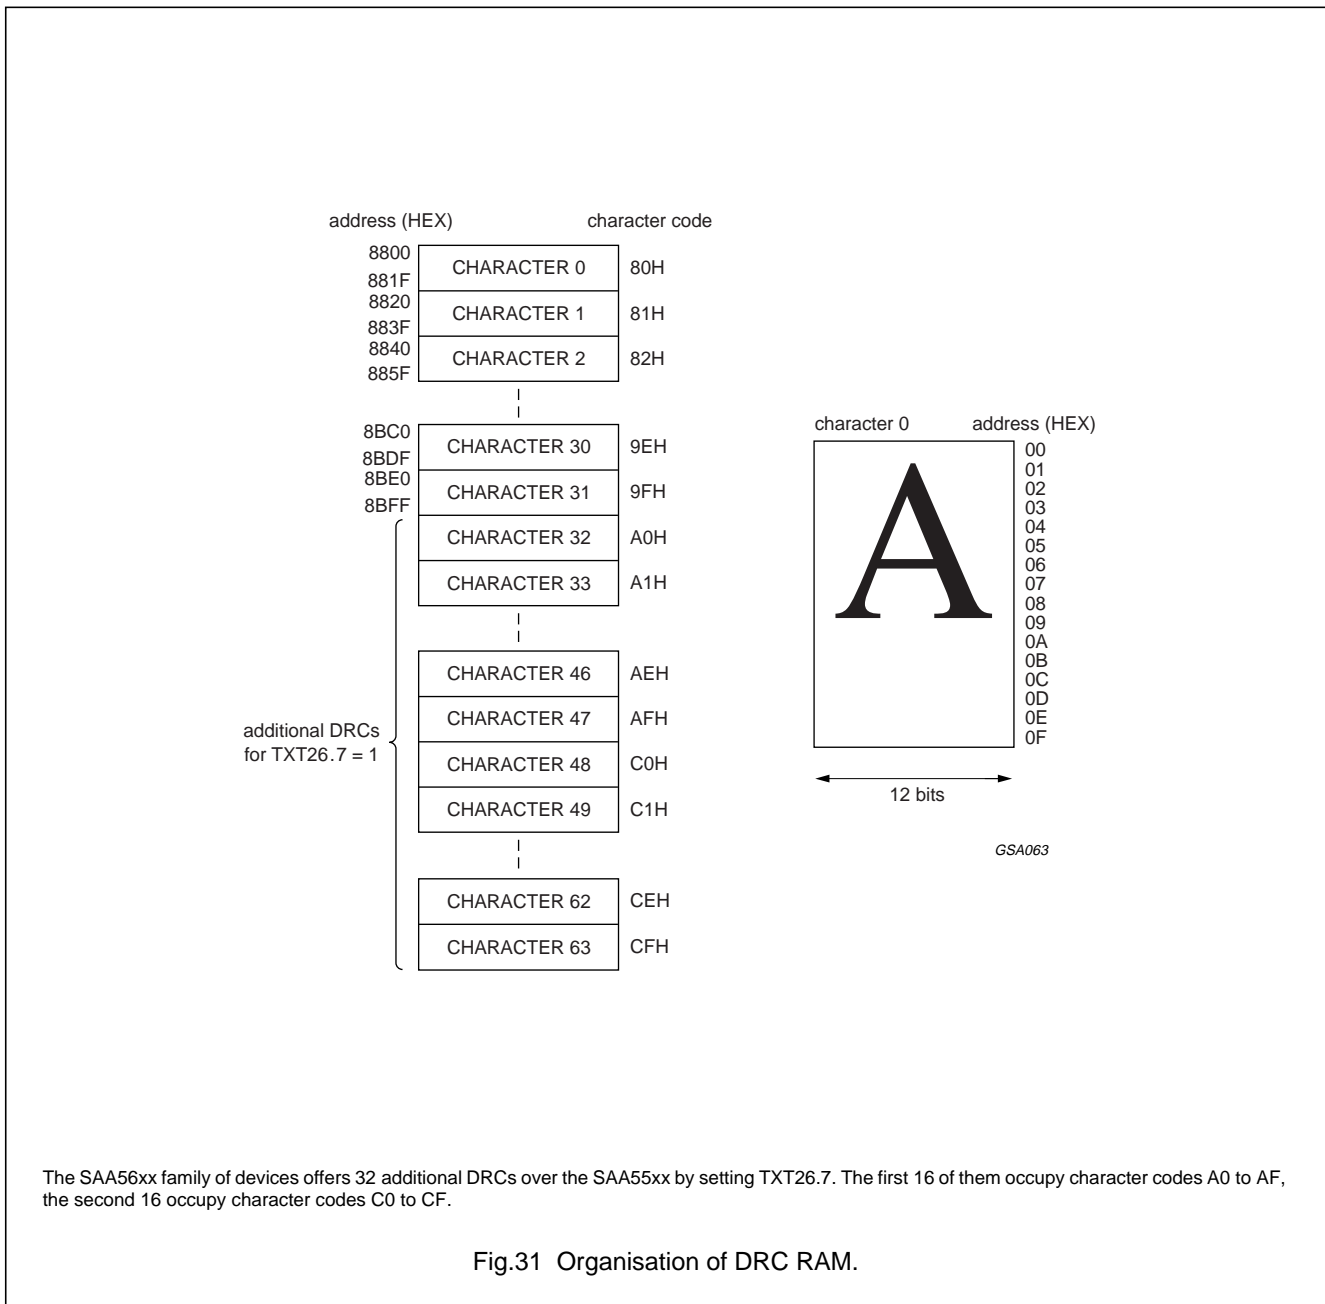 address (HEX) character code
8800
CHARACTER 0 80H
881F
8820
CHARACTER 1 81H
883F
8840
CHARACTER 2 82H
885F
8BC0
CHARACTER 30 9EH
8BDF
8BE0
CHARACTER 31 9FH
8BFF
CHARACTER 32 A0H
CHARACTER 33 A1H
CHARACTER 46 AEH
CHARACTER 47 AFH
additional DRCs
for TXT26.7 = 1
CHARACTER 48 C0H
CHARACTER 49 C1H
CHARACTER 62 CEH
CHARACTER 63 CFH
character 0 address (HEX)
A
00
01
02
03
04
05
06
07
08
09
0A
0B
0C
0D
0E
0F
12 bits
GSA063
The SAA56xx family of devices offers 32 additional DRCs over the SAA55xx by setting TXT26.7. The first 16 of them occupy character codes A0 to AF,
the second 16 occupy character codes C0 to CF.
Fig.31 Organisation of DRC RAM.